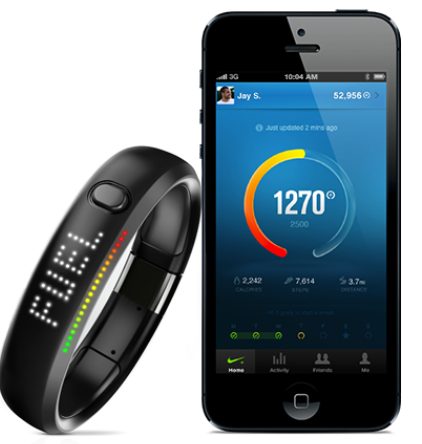 FUEL
3G 10:04 AM
Jay S. 52,956
Just updated 2 mins ago
1270
2500
2,242 7,614 3.7m
CALORIES STEPS DISTANCE
Home Activity Friends Me